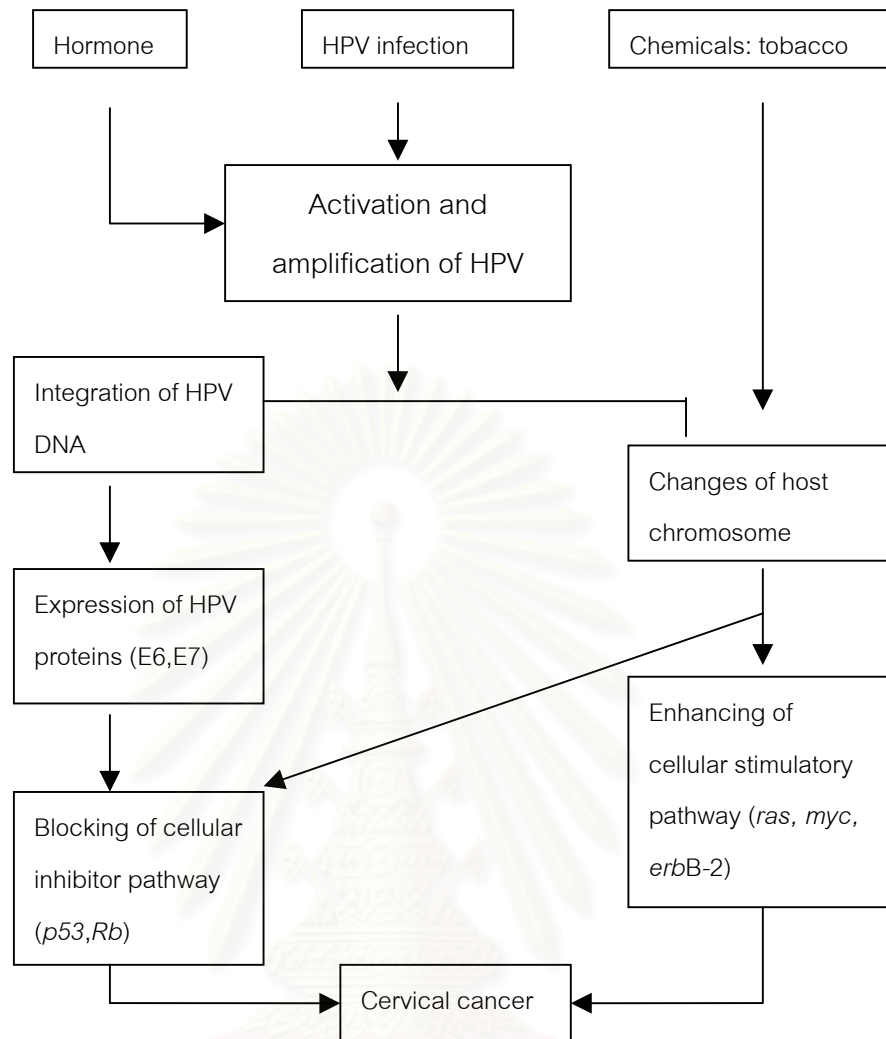 Hormone
HPV infection
Chemicals: tobacco
Activation and
amplification of HPV
Integration of HPV
DNA
Changes of host
chromosome
Expression of HPV
proteins (E6,E7)
Enhancing of
cellular stimulatory
pathway (ras, myc,
erbB-2)
Blocking of cellular
inhibitor pathway
(p53,Rb)
Cervical cancer